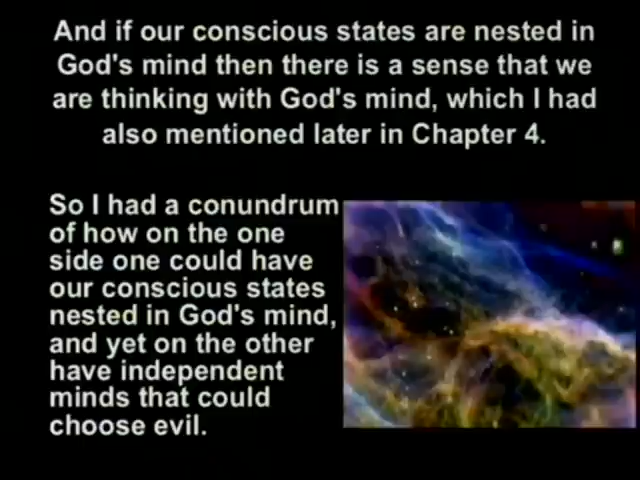 And if our conscious states are nested in
God's mind then there is a sense that we
are thinking with God's mind, which I had
also mentioned later in Chapter 4.
So I had a conundrum
of how on the one
side one could have
our conscious states
nested in God's mind,
and yet on the other
have independent
minds that could
choose evil.